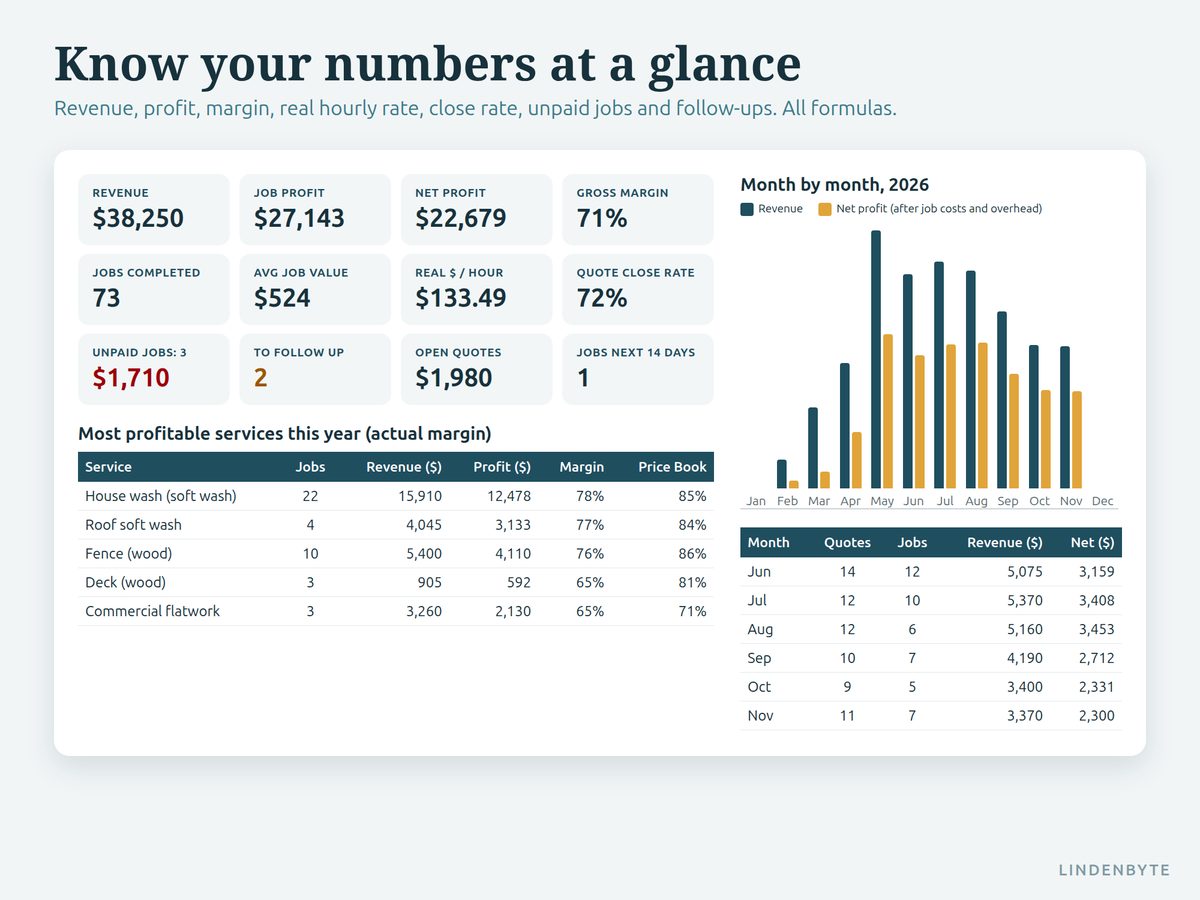 Know your numbers at a glance
Revenue, profit, margin, real hourly rate, close rate, unpaid jobs and follow-ups. All formulas.
REVENUE
$38,250
JOB PROFIT
$27,143
NET PROFIT
$22,679
GROSS MARGIN
71%
JOBS COMPLETED
73
AVG JOB VALUE
$524
REAL $ / HOUR
$133.49
QUOTE CLOSE RATE
72%
UNPAID JOBS: 3
$1,710
TO FOLLOW UP
2
OPEN QUOTES
$1,980
JOBS NEXT 14 DAYS
1
Most profitable services this year (actual margin)
Service Jobs Revenue ($) Profit ($) Margin Price Book
House wash (soft wash) 22 15,910 12,478 78% 85%
Roof soft wash 4 4,045 3,133 77% 84%
Fence (wood) 10 5,400 4,110 76% 86%
Deck (wood) 3 905 592 65% 81%
Commercial flatwork 3 3,260 2,130 65% 71%
Month by month, 2026
Revenue Net profit (after job costs and overhead)
Jan Feb Mar Apr May Jun Jul Aug Sep Oct Nov Dec
Month Quotes Jobs Revenue ($) Net ($)
Jun 14 12 5,075 3,159
Jul 12 10 5,370 3,408
Aug 12 6 5,160 3,453
Sep 10 7 4,190 2,712
Oct 9 5 3,400 2,331
Nov 11 7 3,370 2,300
LINDENBYTE